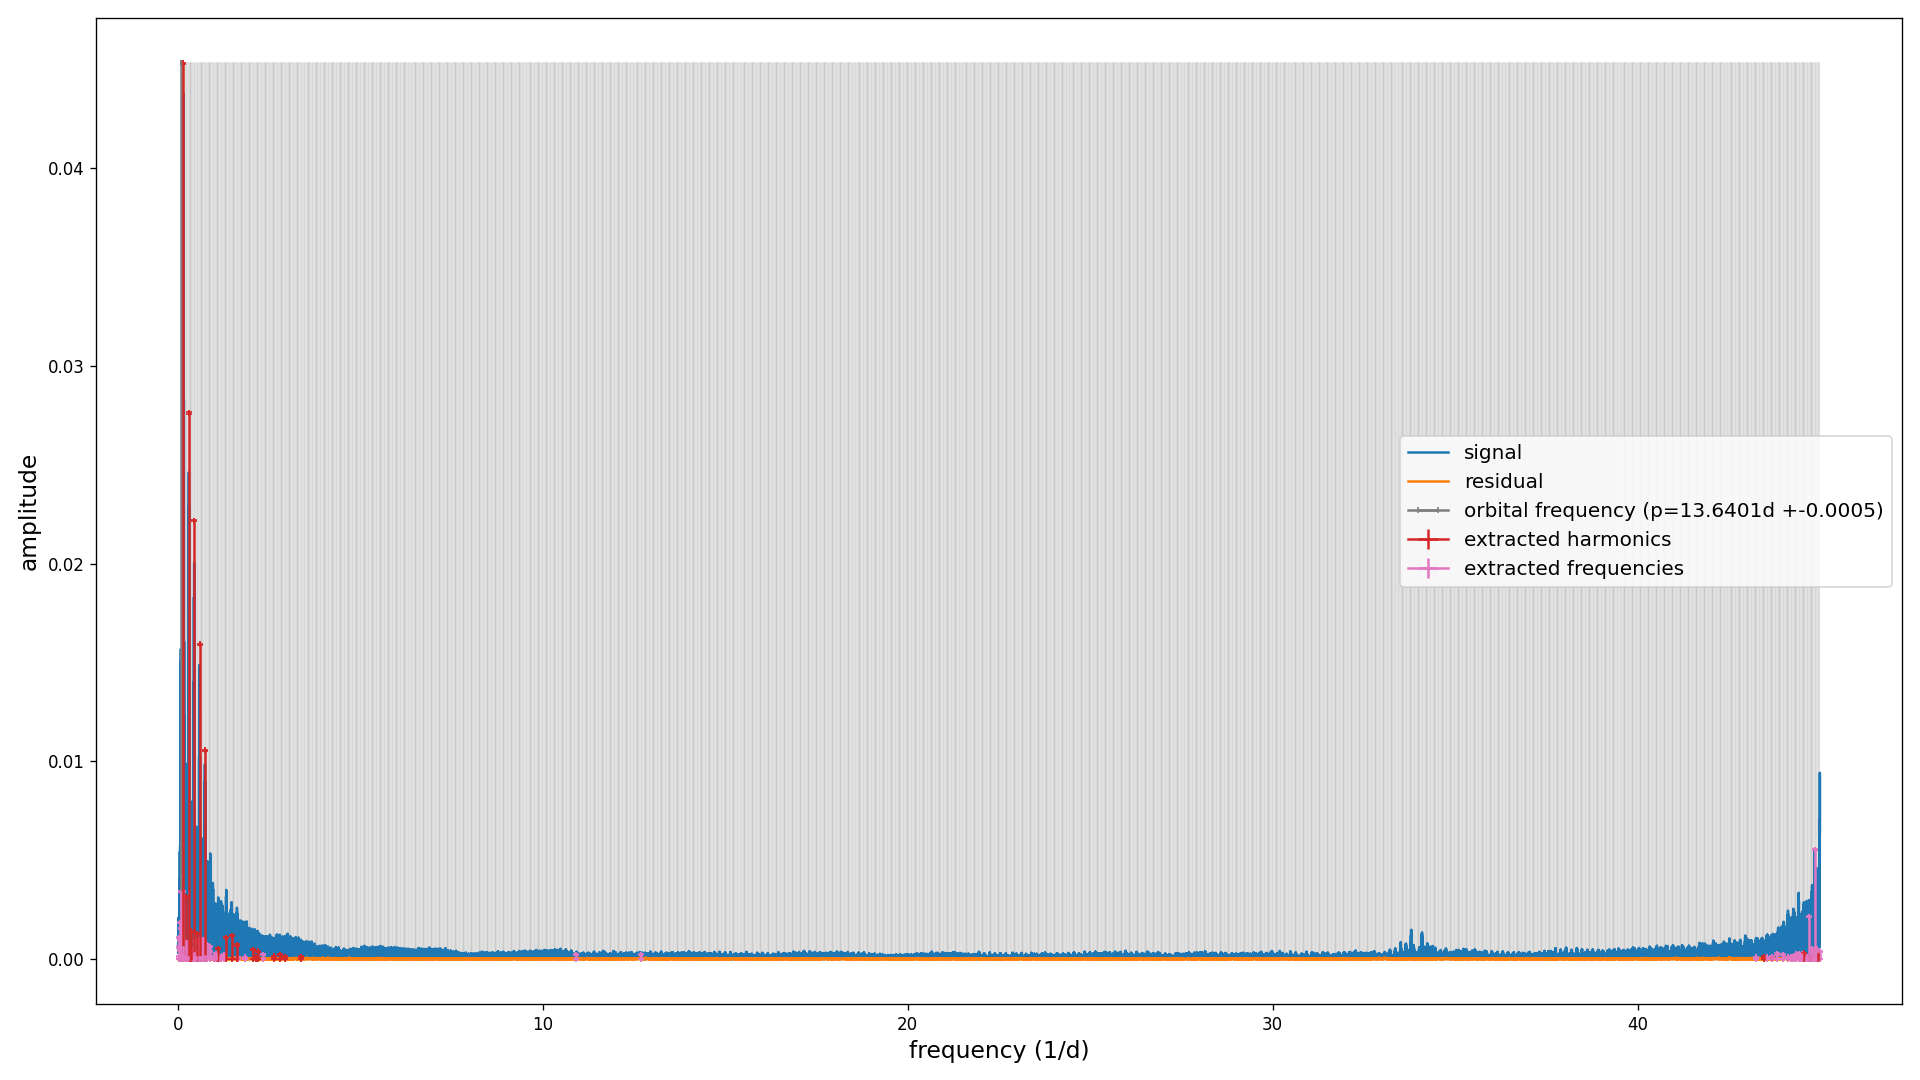 0.04
0.03
0.02
0.01
0.00
amplitude
0 10 20 30 40
frequency (1/d)
signal
residual
orbital frequency (p=13.6401d +-0.0005)
extracted harmonics
extracted frequencies